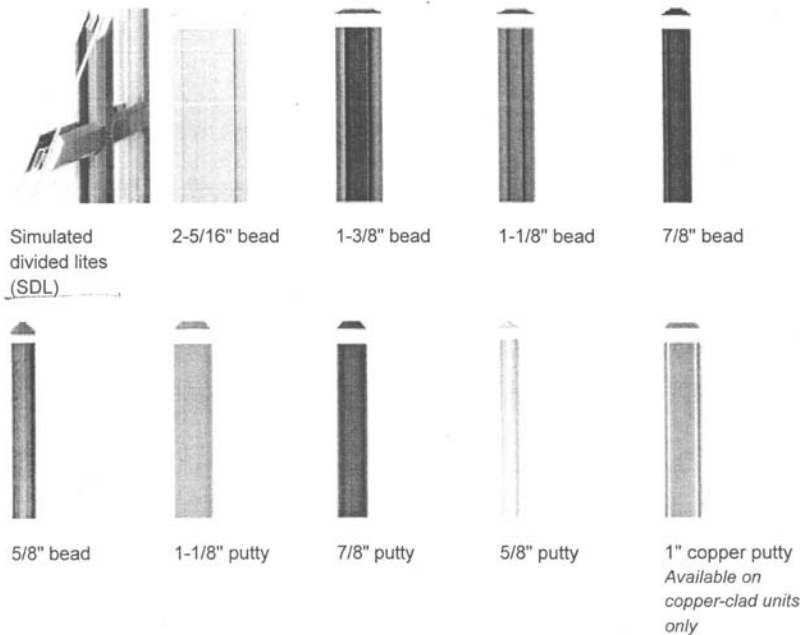 Simulated
divided lites
(SDL)
2-5/16" bead
1-3/8" bead
1-1/8" bead
7/8" bead
5/8" bead
1-1/8" putty
7/8" putty
5/8" putty
1" copper putty
Available on
copper-clad units
only